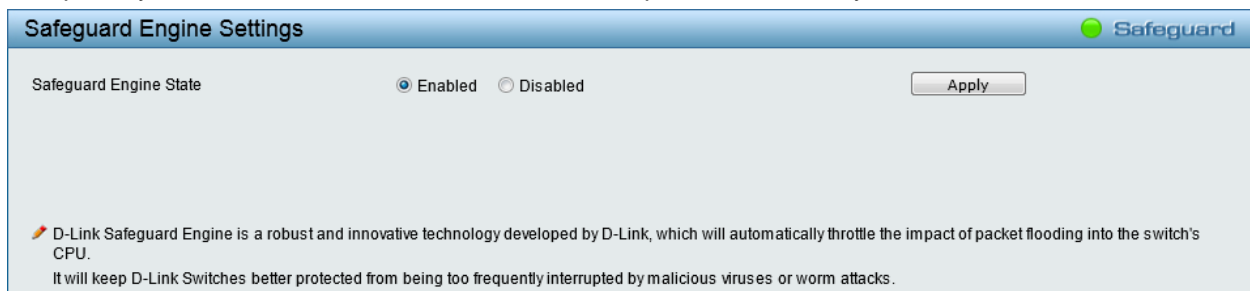 Safeguard Engine Settings
Safeguard
Safeguard Engine State
Enabled
Disabled
Apply
D-Link Safeguard Engine is a robust and innovative technology developed by D-Link, which will automatically throttle the impact of packet flooding into the switch's
CPU.
It will keep D-Link Switches better protected from being too frequently interrupted by malicious viruses or worm attacks.